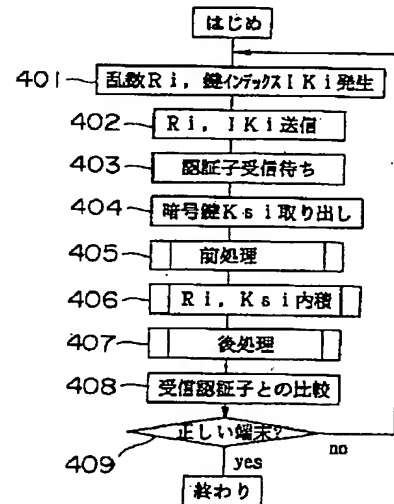 はじめ
401 乱数Ri, 鍵インデックスIKi発生
402 Ri, IKi送信
403 認証子受信待ち
404 暗号鍵Ksi取り出し
405 前処理
406 Ri, Ksi内積
407 後処理
408 受信認証子との比較
正しい端末?
409 yes no
終わり